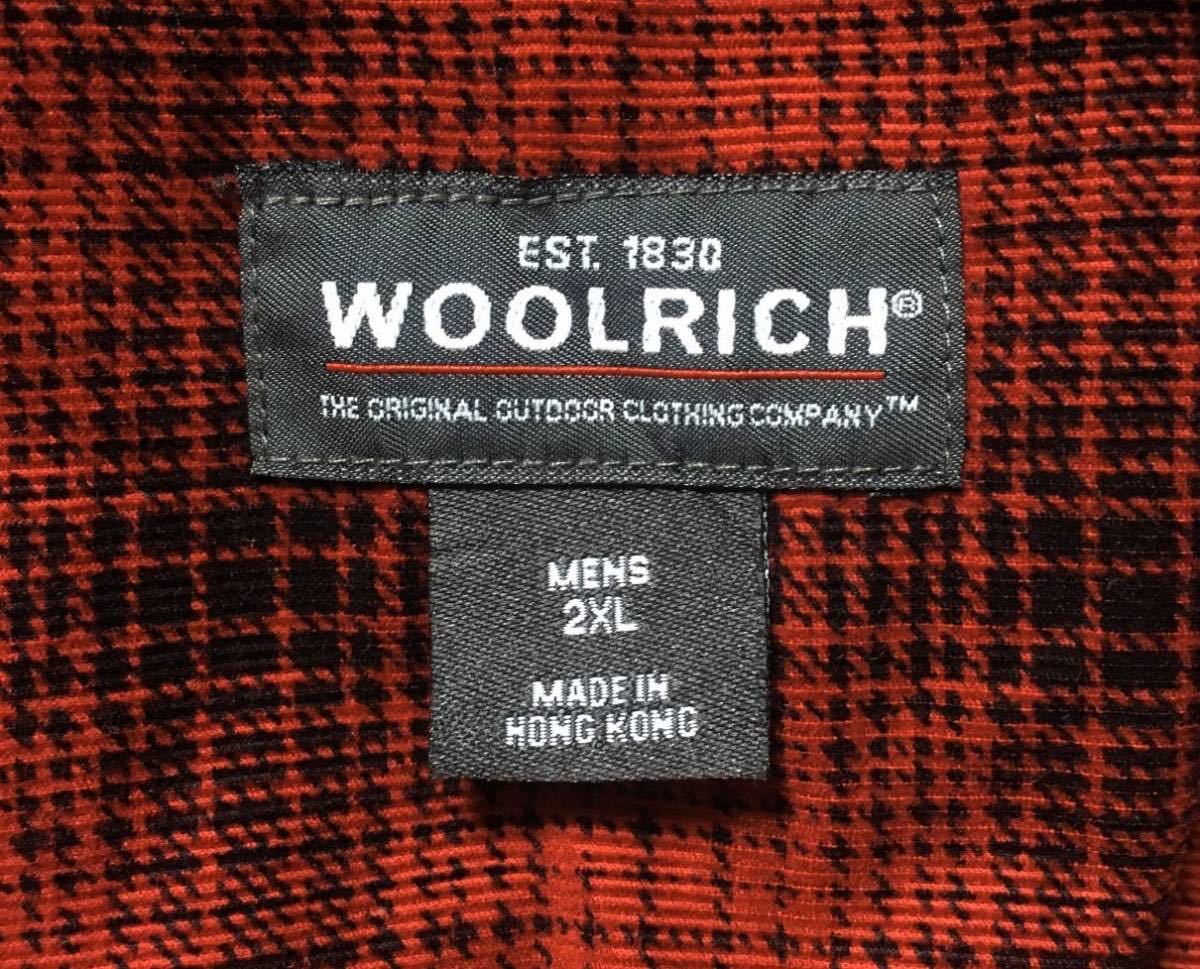 EST. 1830
WOOLRICH®
THE ORIGINAL OUTDOOR CLOTHING COMPANY™
MENS
2XL
MADE IN
HONG KONG